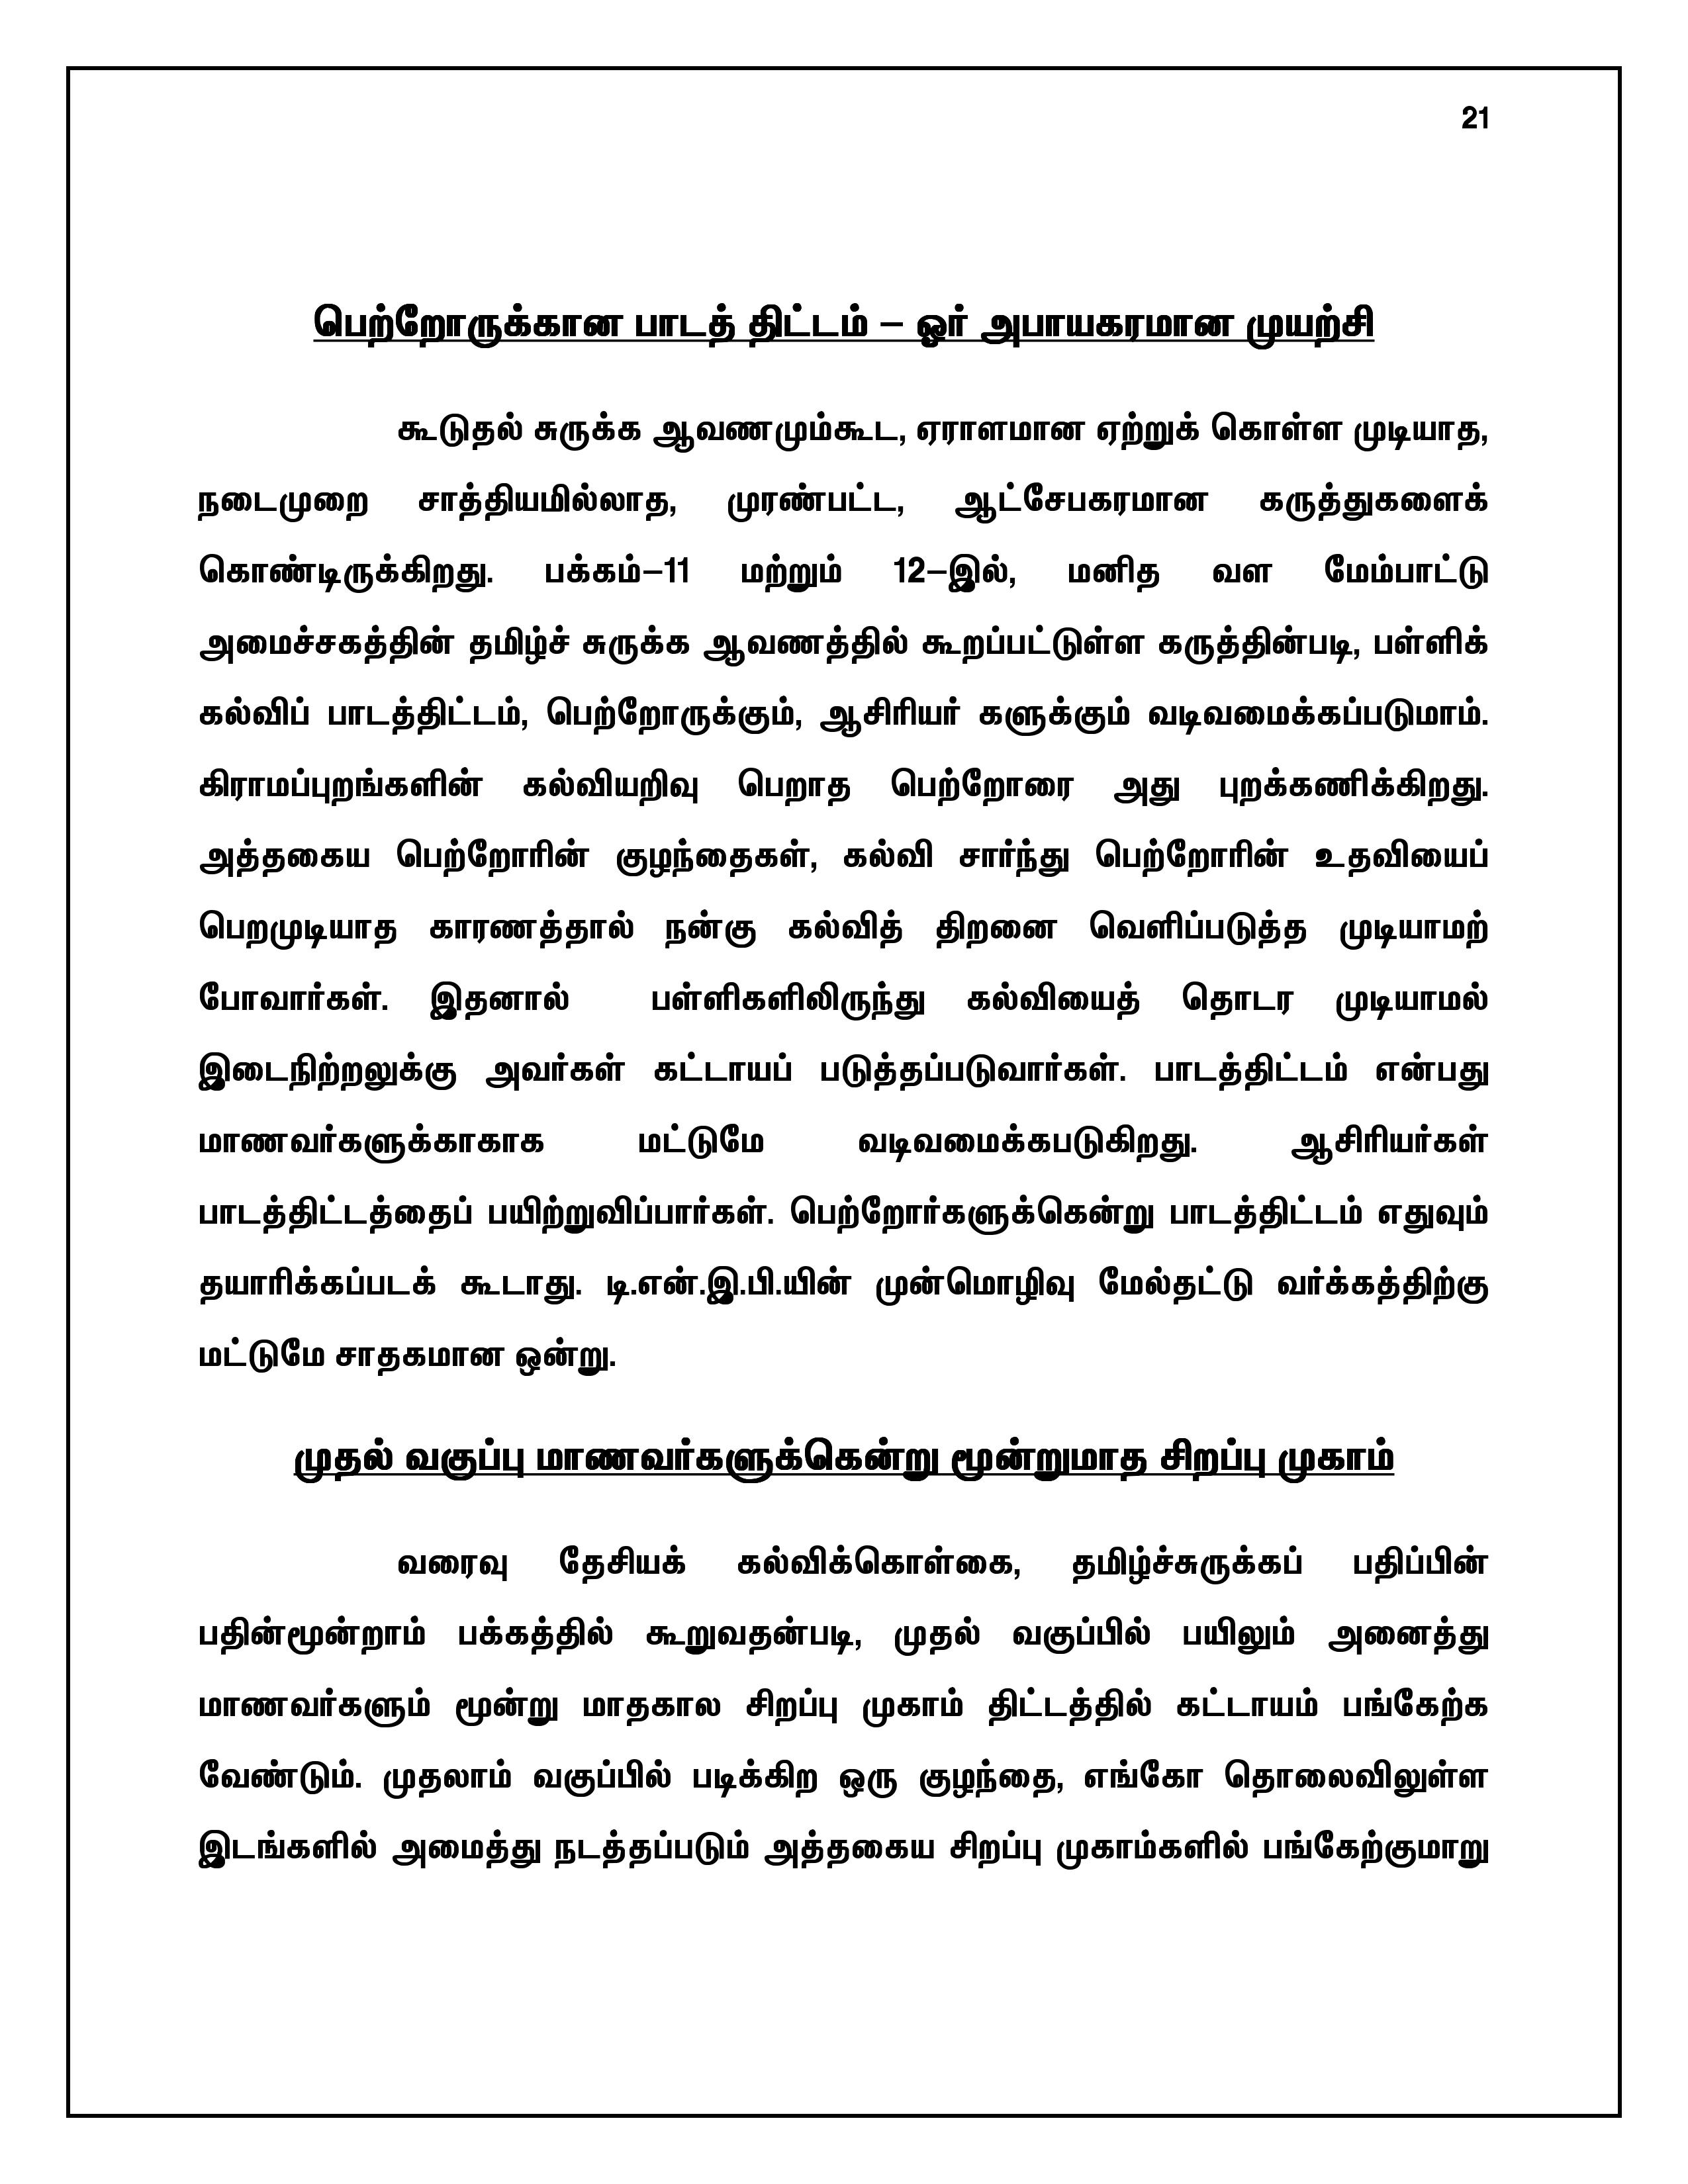 21
பெற்றோருக்கான பாடத் திட்டம் – ஓர் அபாயகரமான முயற்சி
கூடுதல் சுருக்க ஆவணமும்கூட, ஏராளமான ஏற்றுக் கொள்ள முடியாத,
நடைமுறை சாத்தியமில்லாத, முரண்பட்ட, ஆட்சேபகரமான கருத்துகளைக்
கொண்டிருக்கிறது. பக்கம்–11 மற்றும் 12–இல், மனித வள மேம்பாட்டு
அமைச்சகத்தின் தமிழ்ச் சுருக்க ஆவணத்தில் கூறப்பட்டுள்ள கருத்தின்படி, பள்ளிக்
கல்விப் பாடத்திட்டம், பெற்றோருக்கும், ஆசிரியர் களுக்கும் வடிவமைக்கப்படுமாம்.
கிராமப்புறங்களின் கல்வியறிவு பெறாத பெற்றோரை அது புறக்கணிக்கிறது.
அத்தகைய பெற்றோரின் குழந்தைகள், கல்வி சார்ந்து பெற்றோரின் உதவியைப்
பெறமுடியாத காரணத்தால் நன்கு கல்வித் திறனை வெளிப்படுத்த முடியாமற்
போவார்கள். இதனால் பள்ளிகளிலிருந்து கல்வியைத் தொடர முடியாமல்
இடைநிற்றலுக்கு அவர்கள் கட்டாயப் படுத்தப்படுவார்கள். பாடத்திட்டம் என்பது
மாணவர்களுக்காகாக மட்டுமே வடிவமைக்கபடுகிறது. ஆசிரியர்கள்
பாடத்திட்டத்தைப் பயிற்றுவிப்பார்கள். பெற்றோர்களுக்கென்று பாடத்திட்டம் எதுவும்
தயாரிக்கப்படக் கூடாது. டி.என்.இ.பி.யின் முன்மொழிவு மேல்தட்டு வர்க்கத்திற்கு
மட்டுமே சாதகமான ஒன்று.
முதல் வகுப்பு மாணவர்களுக்கென்று மூன்றுமாத சிறப்பு முகாம்
வரைவு தேசியக் கல்விக்கொள்கை, தமிழ்ச்சுருக்கப் பதிப்பின்
பதின்மூன்றாம் பக்கத்தில் கூறுவதன்படி, முதல் வகுப்பில் பயிலும் அனைத்து
மாணவர்களும் மூன்று மாதகால சிறப்பு முகாம் திட்டத்தில் கட்டாயம் பங்கேற்க
வேண்டும். முதலாம் வகுப்பில் படிக்கிற ஒரு குழந்தை, எங்கோ தொலைவிலுள்ள
இடங்களில் அமைத்து நடத்தப்படும் அத்தகைய சிறப்பு முகாம்களில் பங்கேற்குமாறு